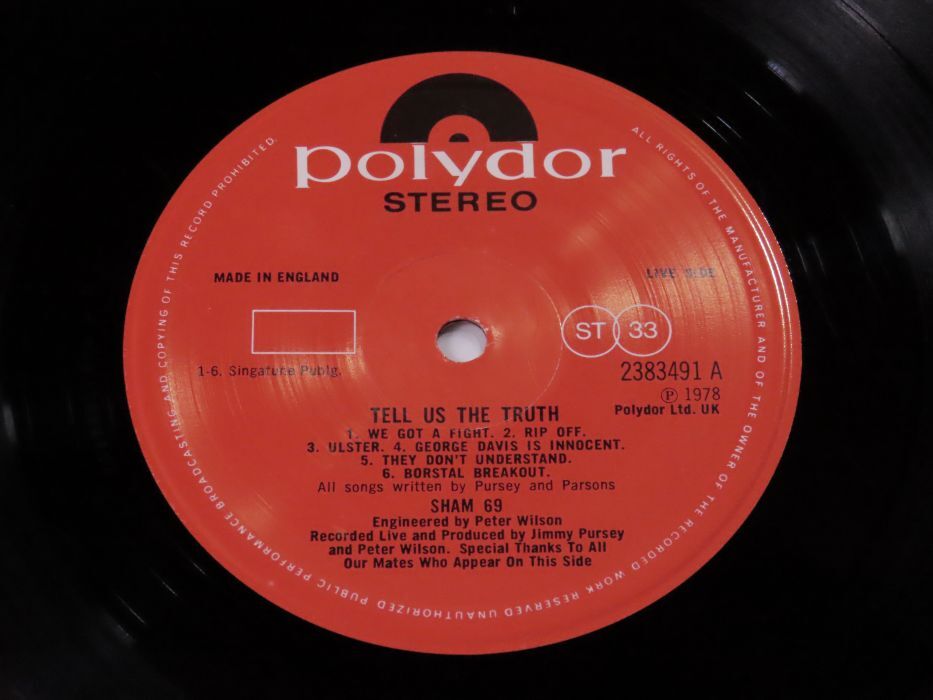 polydor
STEREO
MADE IN ENGLAND
LIVE SIDE
ST 33
1-6. Singatune Publg.
2383491 A
Ⓟ 1978
Polydor Ltd. UK
TELL US THE TRUTH
1. WE GOT A FIGHT. 2. RIP OFF.
3. ULSTER. 4. GEORGE DAVIS IS INNOCENT.
5. THEY DON'T UNDERSTAND.
6. BORSTAL BREAKOUT.
All songs written by Pursey and Parsons
SHAM 69
Engineered by Peter Wilson
Recorded Live and Produced by Jimmy Pursey
and Peter Wilson. Special Thanks To All
Our Mates Who Appear On This Side
ALL RIGHTS OF THE MANUFACTURER AND OF THE OWNER OF THE RECORDED WORK RESERVED UNAUTHORIZED PUBLIC PERFORMANCE BROADCASTING AND COPYING OF THIS RECORD PROHIBITED.